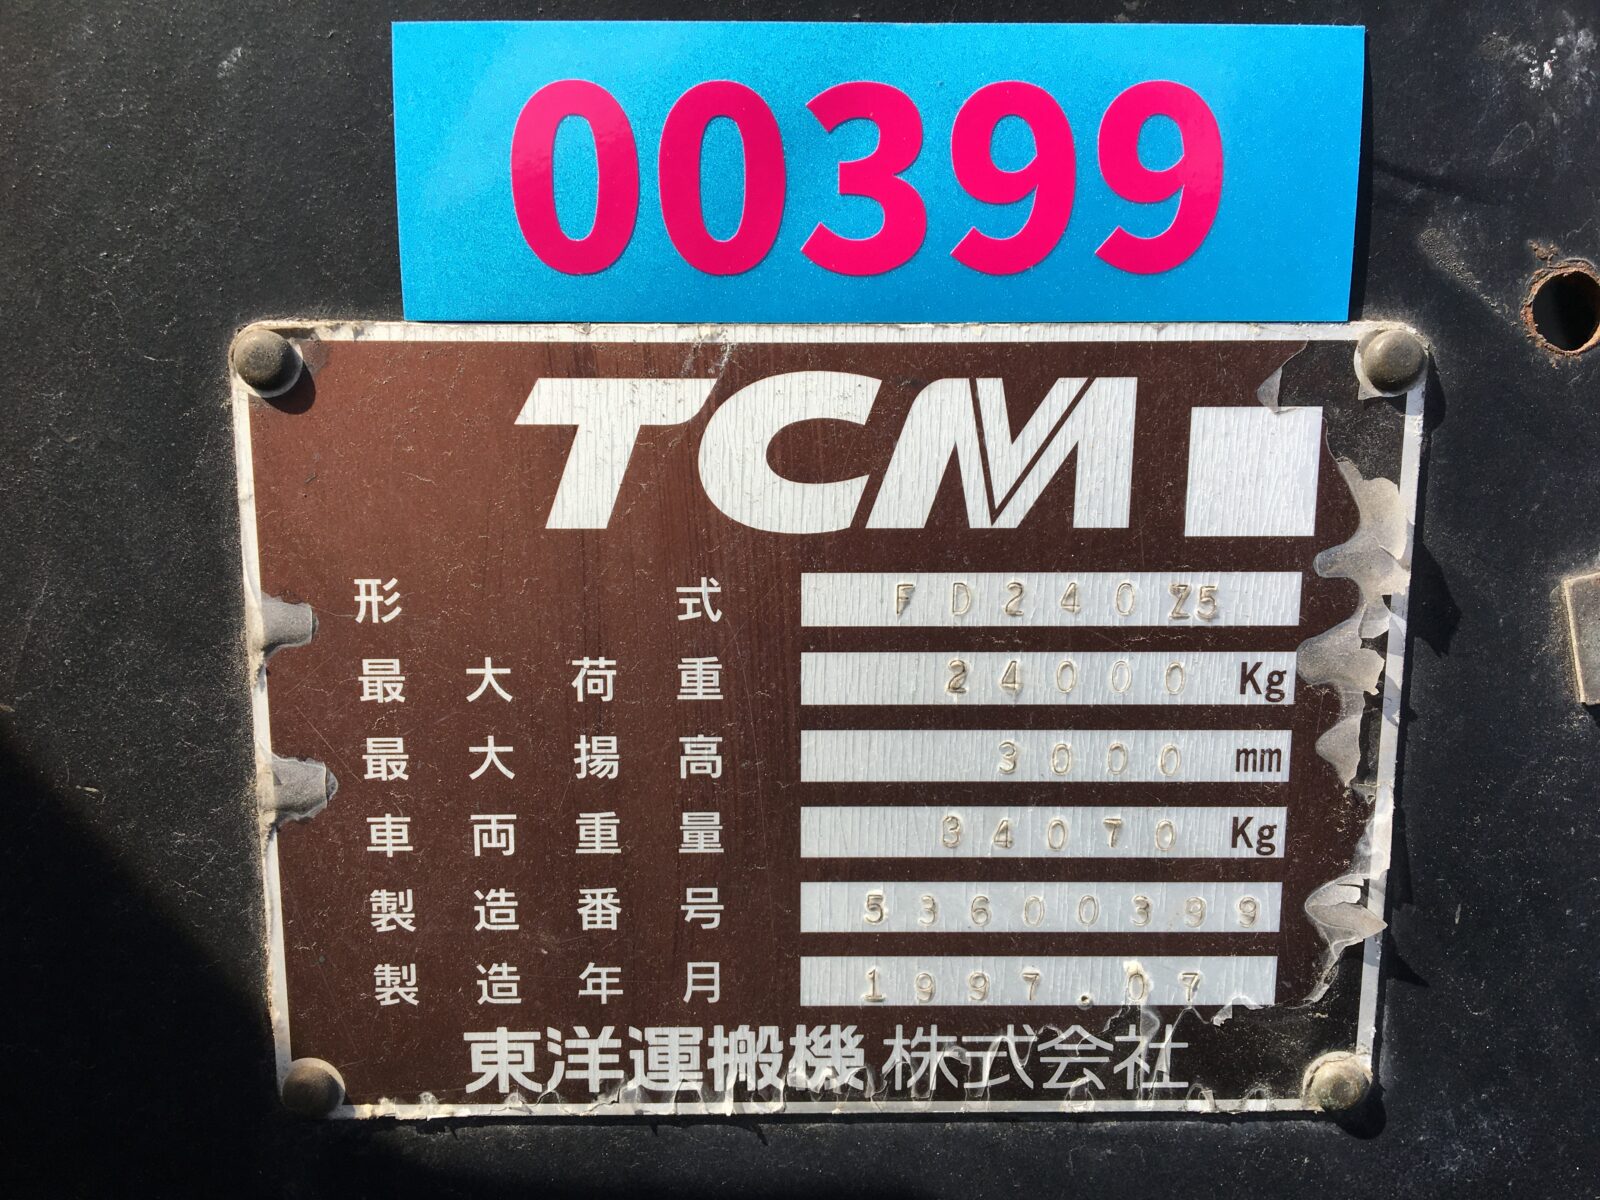 00399
TCM
形式 FD240Z5
最大荷重 24000 Kg
最大揚高 3000 mm
車両重量 34070 Kg
製造番号 53600399
製造年月 1997.07
東洋運搬機株式会社